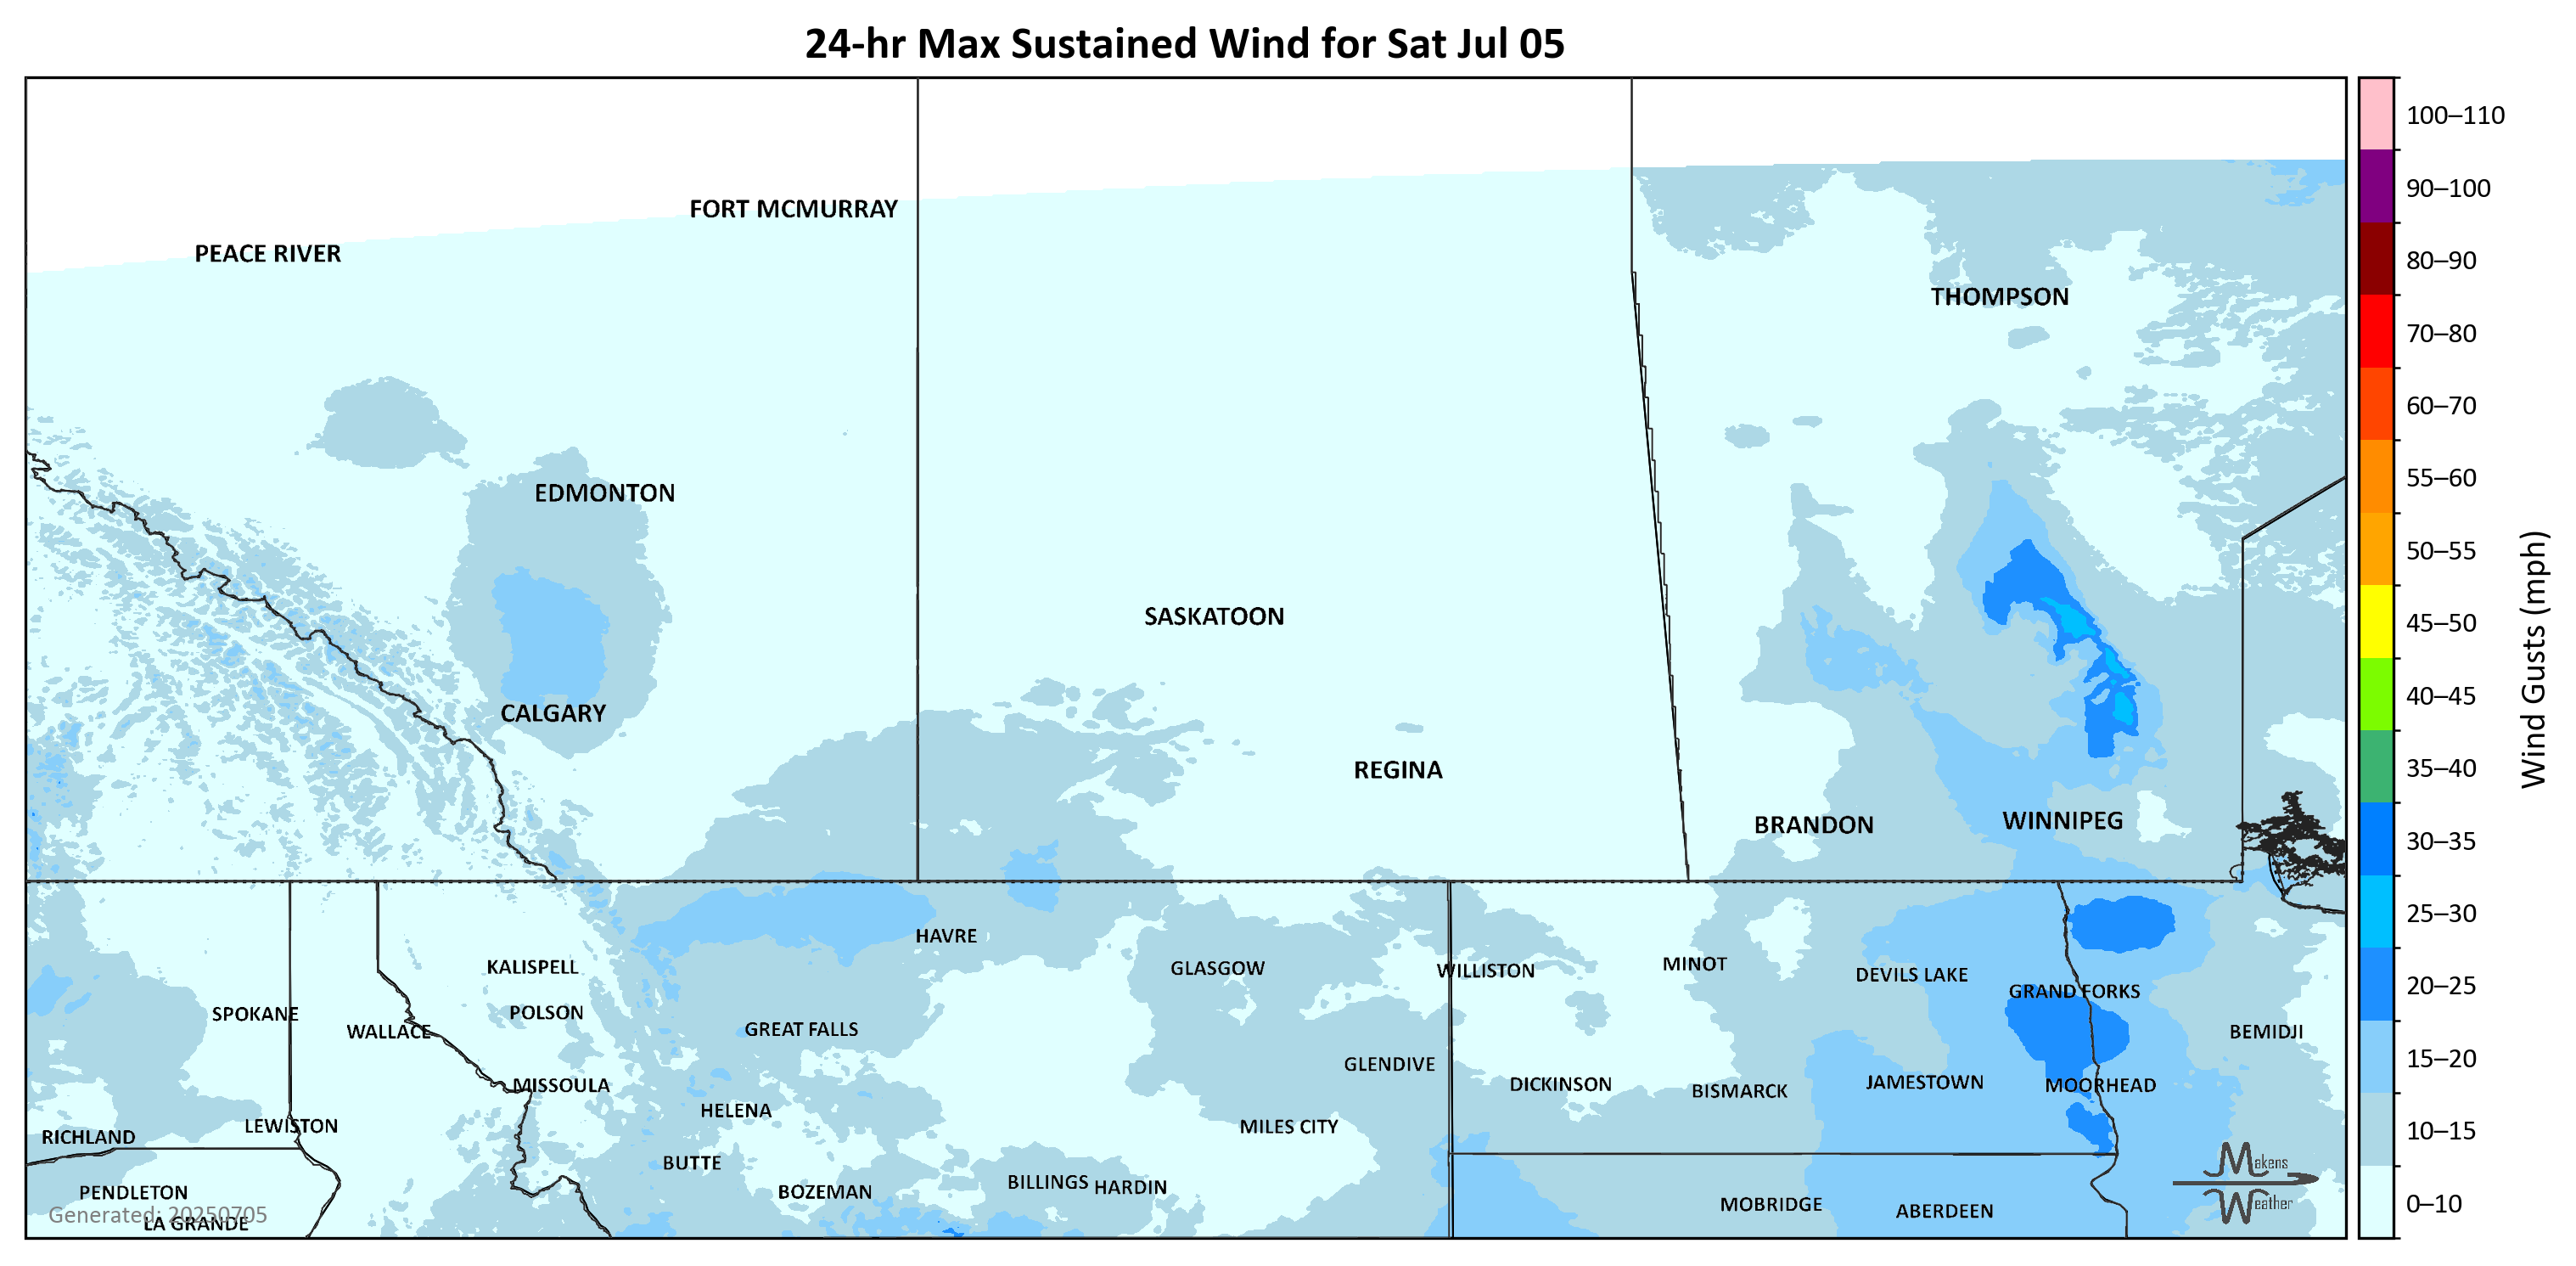 24-hr Max Sustained Wind for Sat Jul 05
100–110
90–100
80–90
70–80
60–70
55–60
50–55
45–50
40–45
35–40
30–35
25–30
20–25
15–20
10–15
0–10
Wind Gusts (mph)
FORT MCMURRAY
PEACE RIVER
THOMPSON
EDMONTON
SASKATOON
CALGARY
REGINA
BRANDON
WINNIPEG
HAVRE
KALISPELL
GLASGOW
WILLISTON
MINOT
DEVILS LAKE
GRAND FORKS
SPOKANE
POLSON
WALLACE
GREAT FALLS
BEMIDJI
GLENDIVE
MISSOULA
DICKINSON
BISMARCK
JAMESTOWN
MOORHEAD
HELENA
LEWISTON
MILES CITY
RICHLAND
BUTTE
PENDLETON
BOZEMAN
BILLINGS
HARDIN
MOBRIDGE
ABERDEEN
Generated: 20250705
LA GRANDE
Makens
Weather